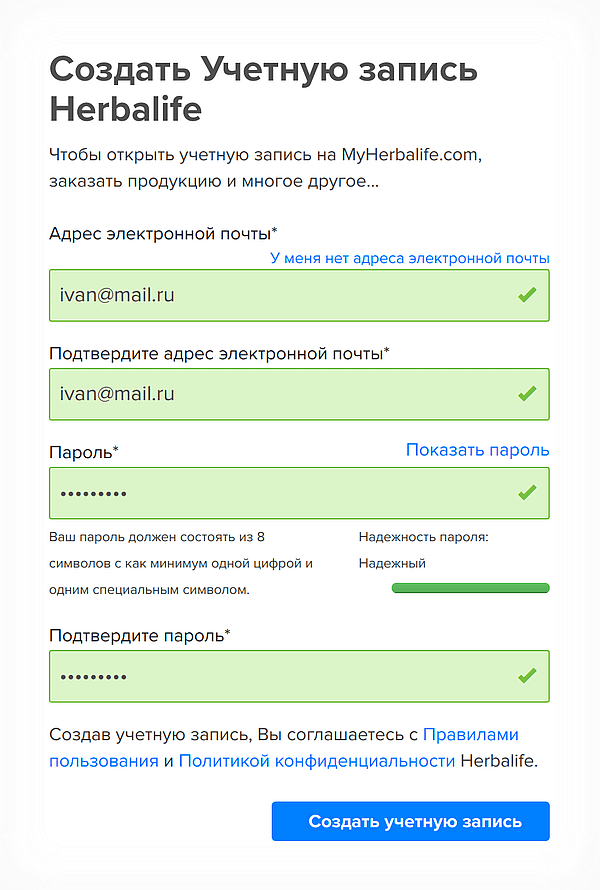 Создать Учетную запись
Herbalife
Чтобы открыть учетную запись на MyHerbalife.com,
заказать продукцию и многое другое...
Адрес электронной почты*
У меня нет адреса электронной почты
ivan@mail.ru
Подтвердите адрес электронной почты*
ivan@mail.ru
Пароль*
Показать пароль
•••••••••
Ваш пароль должен состоять из 8
символов с как минимум одной цифрой и
одним специальным символом.
Надежность пароля:
Надежный
Подтвердите пароль*
•••••••••
Создав учетную запись, Вы соглашаетесь с Правилами
пользования и Политикой конфиденциальности Herbalife.
Создать учетную запись